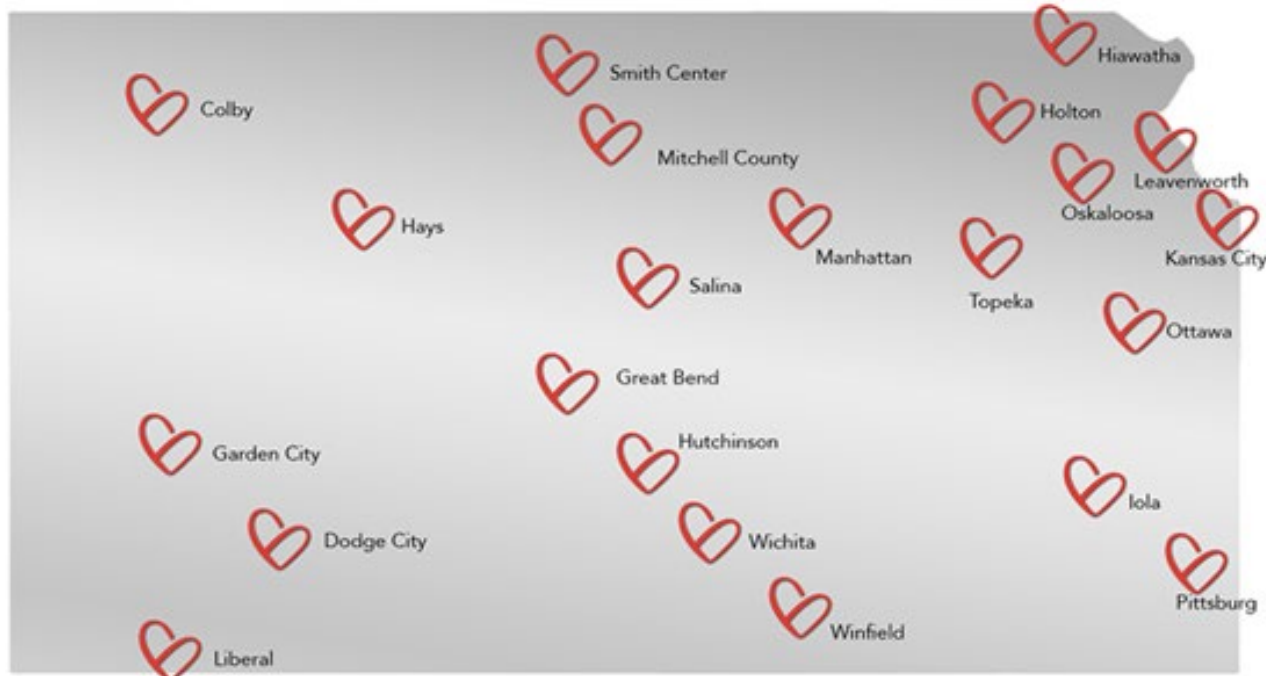 Hiawatha
Smith Center
Colby
Holton
Mitchell County
Leavenworth
Oskaloosa
Hays
Manhattan
Kansas City
Salina
Topeka
Ottawa
Great Bend
Hutchinson
Garden City
Iola
Dodge City
Wichita
Pittsburg
Winfield
Liberal